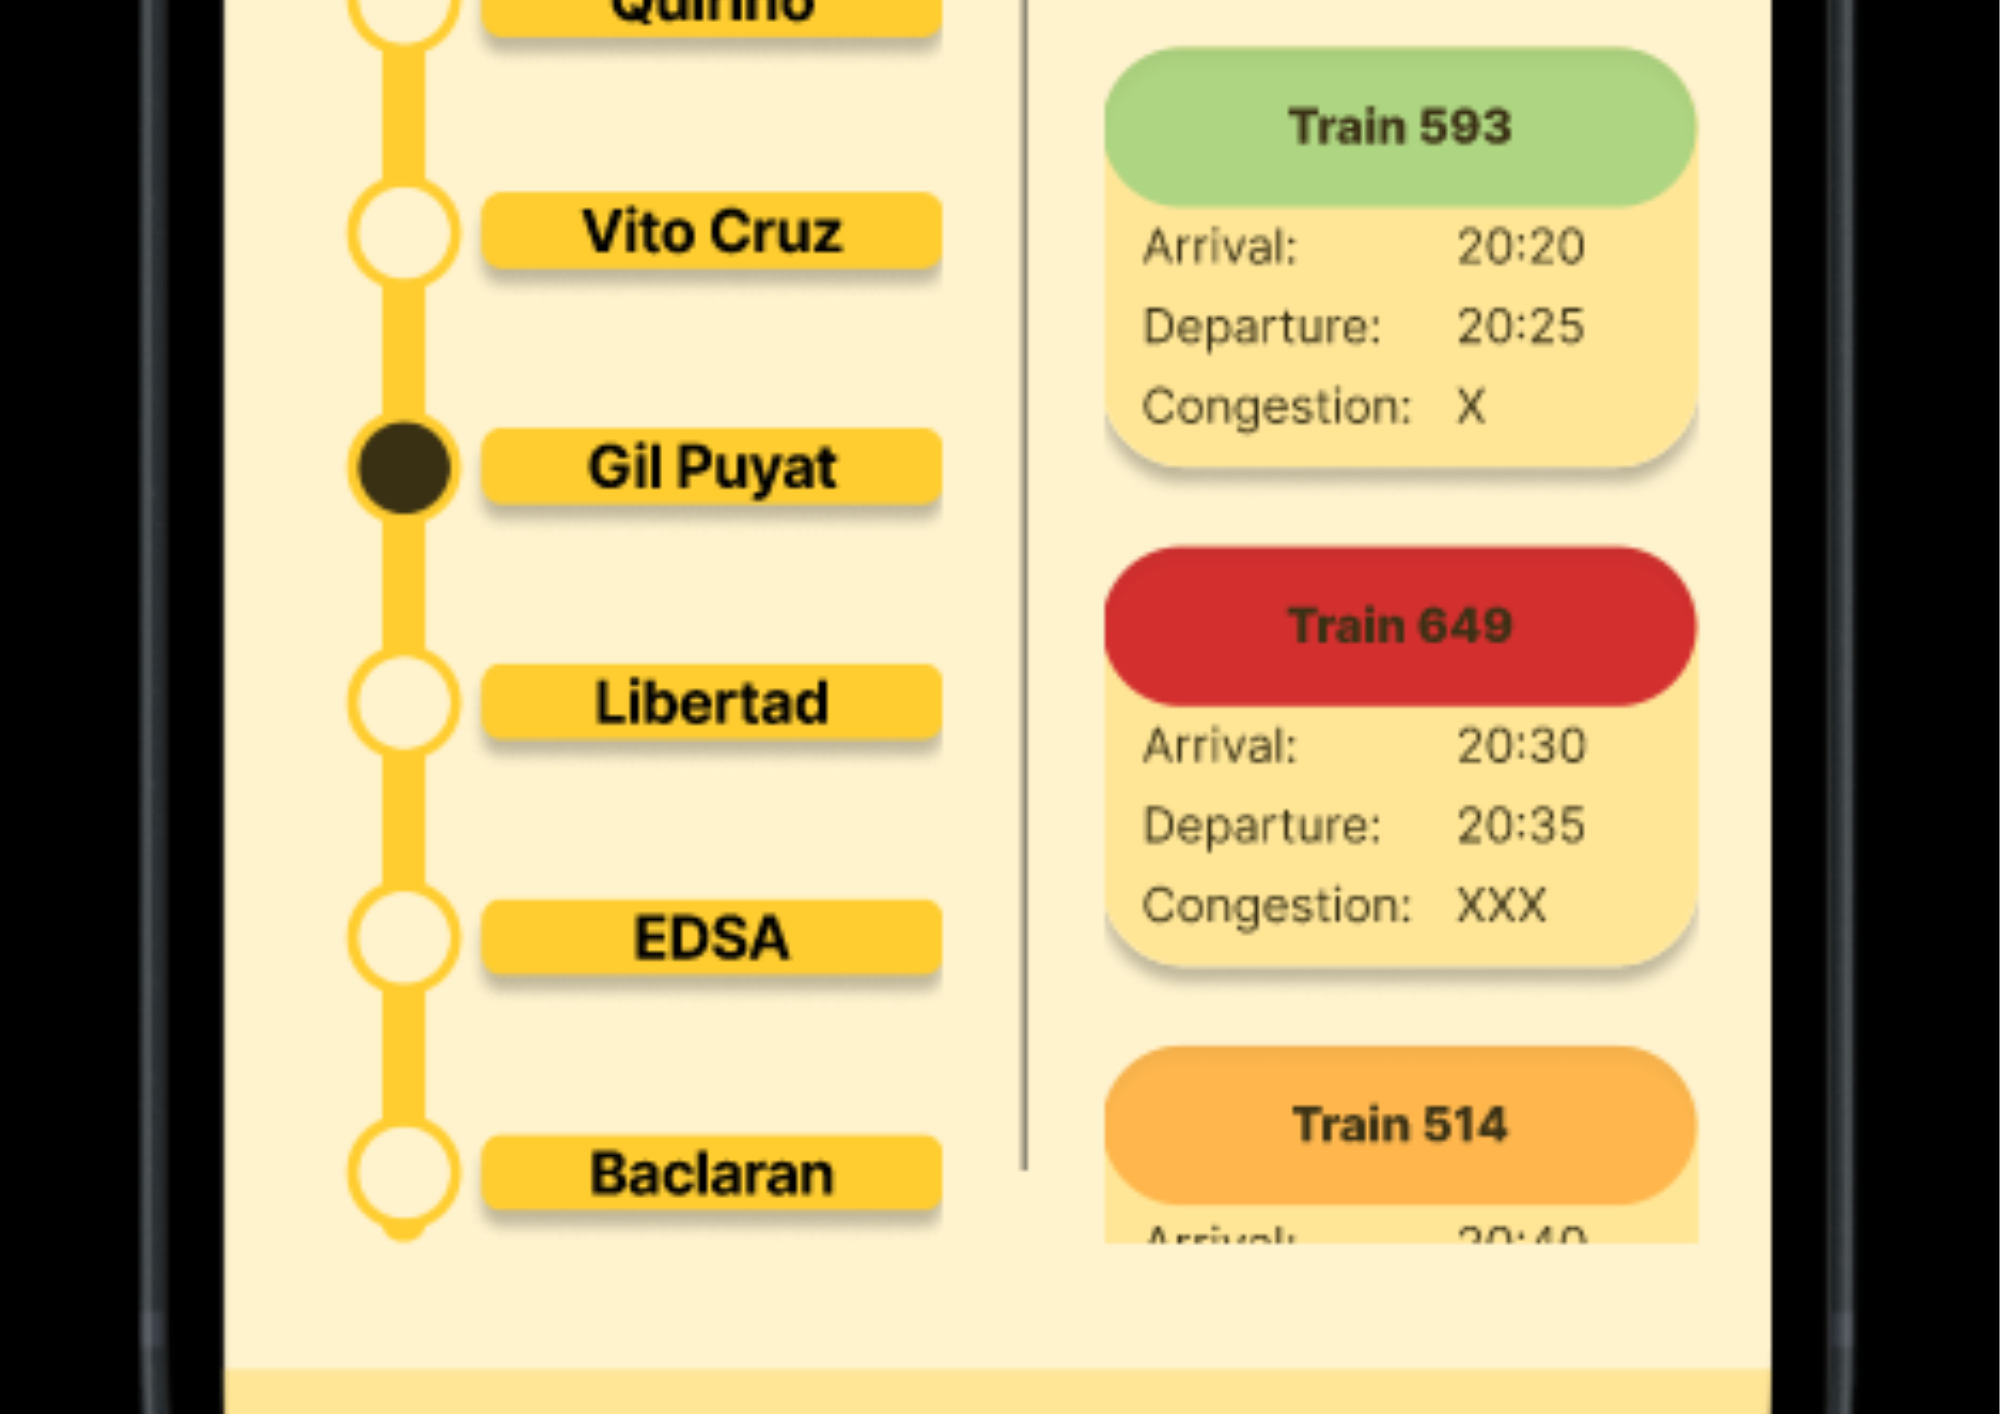 Quirino
Vito Cruz
Gil Puyat
Libertad
EDSA
Baclaran
Train 593
Arrival: 20:20
Departure: 20:25
Congestion: X
Train 649
Arrival: 20:30
Departure: 20:35
Congestion: XXX
Train 514
Arrival: 20:40